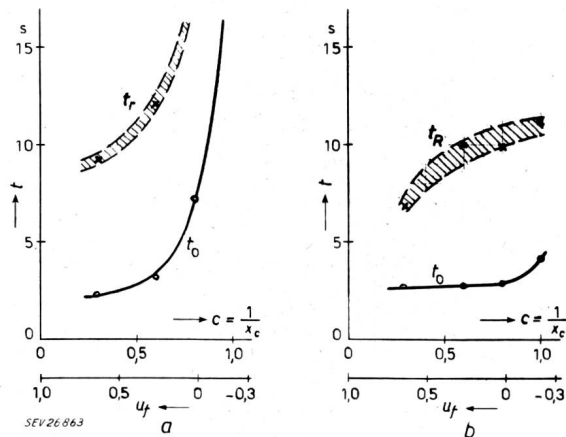 s
15
10
5
0
t
t_r
t_0
c = 1/x_c
0 0,5 1,0
1,0 0,5 0 -0,3
u_f
a
SEV 26863
s
15
10
5
0
t
t_R
t_0
c = 1/x_c
0 0,5 1,0
1,0 0,5 0 -0,3
u_f
b